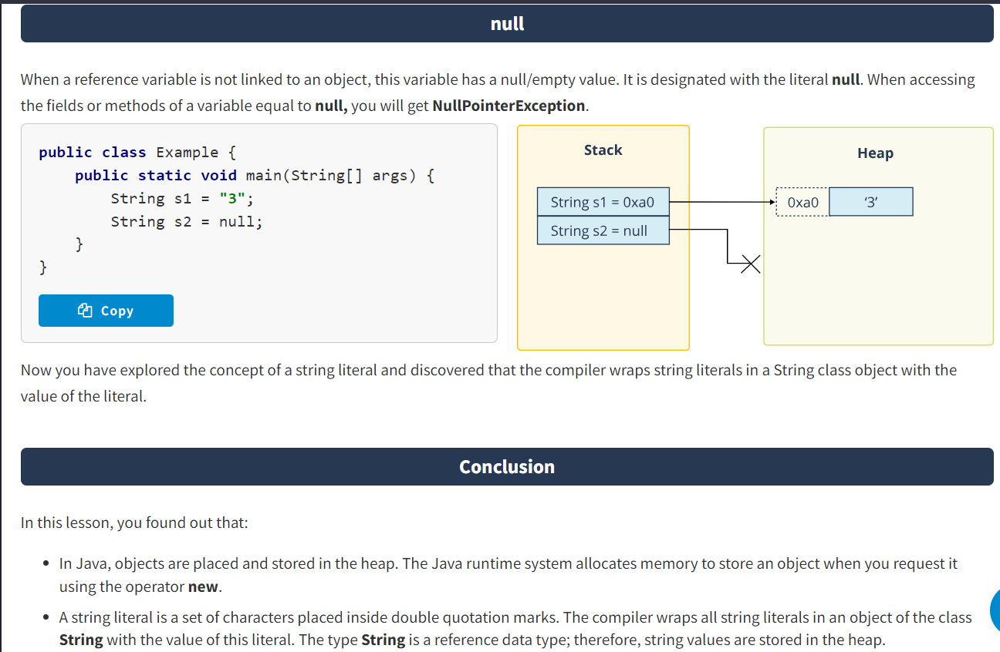 null
When a reference variable is not linked to an object, this variable has a null/empty value. It is designated with the literal null. When accessing
the fields or methods of a variable equal to null, you will get NullPointerException.
public class Example {
    public static void main(String[] args) {
        String s1 = "3";
        String s2 = null;
    }
}
Copy
Stack
String s1 = 0xa0
String s2 = null
Heap
0xa0
‘3’
Now you have explored the concept of a string literal and discovered that the compiler wraps string literals in a String class object with the
value of the literal.
Conclusion
In this lesson, you found out that:
• In Java, objects are placed and stored in the heap. The Java runtime system allocates memory to store an object when you request it
using the operator new.
• A string literal is a set of characters placed inside double quotation marks. The compiler wraps all string literals in an object of the class
String with the value of this literal. The type String is a reference data type; therefore, string values are stored in the heap.